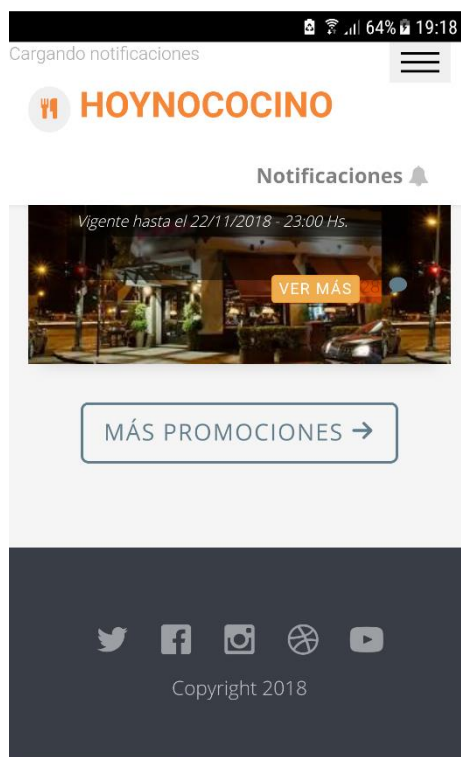 64% 19:18
Cargando notificaciones
HOYNOCOCINO
Notificaciones
Vigente hasta el 22/11/2018 - 23:00 Hs.
VER MÁS
MÁS PROMOCIONES →
Copyright 2018